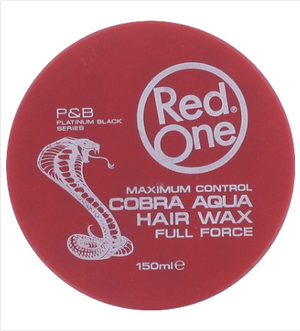 Red®
One
P&B
PLATINUM BLACK
SERIES
MAXIMUM CONTROL
COBRA AQUA
HAIR WAX
FULL FORCE
150ml℮